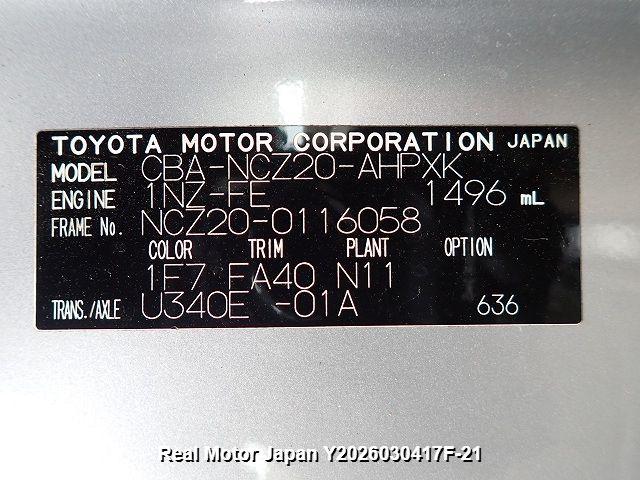 TOYOTA MOTOR CORPORATION JAPAN
MODEL CBA-NCZ20-AHPXK
ENGINE 1NZ-FE 1496 mL
FRAME No. NCZ20-0116058
COLOR TRIM PLANT OPTION
1F7 FA40 N11
TRANS./AXLE U340E -01A 636
Real Motor Japan Y2026030417F-21